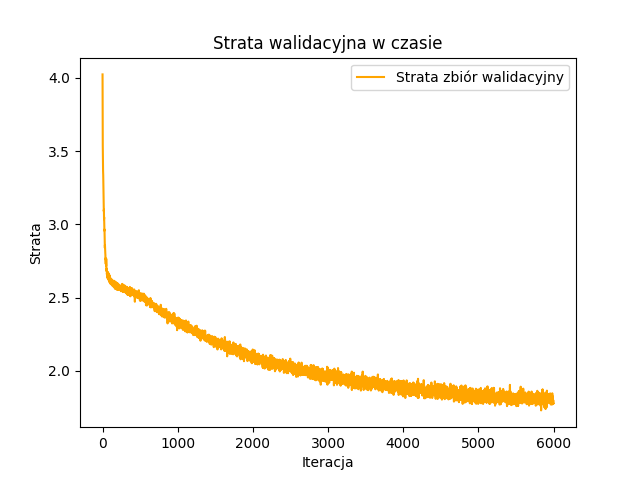 Strata walidacyjna w czasie
Strata zbiór walidacyjny
4.0
3.5
3.0
2.5
2.0
Strata
0 1000 2000 3000 4000 5000 6000
Iteracja